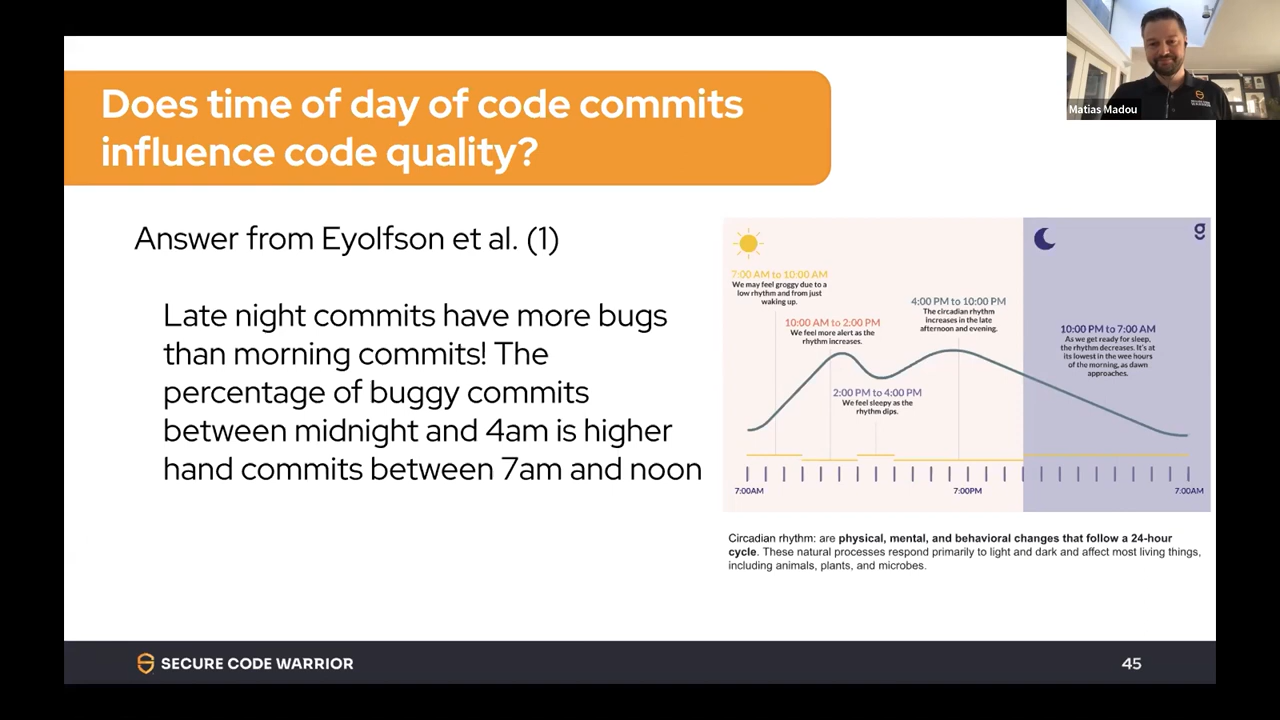 Does time of day of code commits
influence code quality?
Matias Madou
Answer from Eyolfson et al. (1)
Late night commits have more bugs
than morning commits! The
percentage of buggy commits
between midnight and 4am is higher
hand commits between 7am and noon
7:00 AM to 10:00 AM
We may feel groggy due to a
low rhythm and from just
waking up.
10:00 AM to 2:00 PM
We feel more alert as the
rhythm increases.
2:00 PM to 4:00 PM
We feel sleepy as the
rhythm dips.
4:00 PM to 10:00 PM
The circadian rhythm
increases in the late
afternoon and evening.
10:00 PM to 7:00 AM
As we get ready for sleep,
the rhythm decreases. It's at
its lowest in the wee hours
of the morning, as dawn
approaches.
g
7:00AM
7:00PM
7:00AM
Circadian rhythm: are physical, mental, and behavioral changes that follow a 24-hour
cycle. These natural processes respond primarily to light and dark and affect most living things,
including animals, plants, and microbes.
SECURE CODE WARRIOR
45